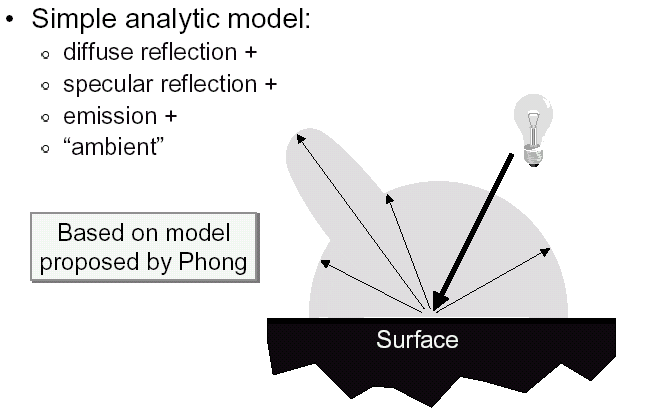 • Simple analytic model:
∘ diffuse reflection +
∘ specular reflection +
∘ emission +
∘ “ambient”
Based on model
proposed by Phong
Surface